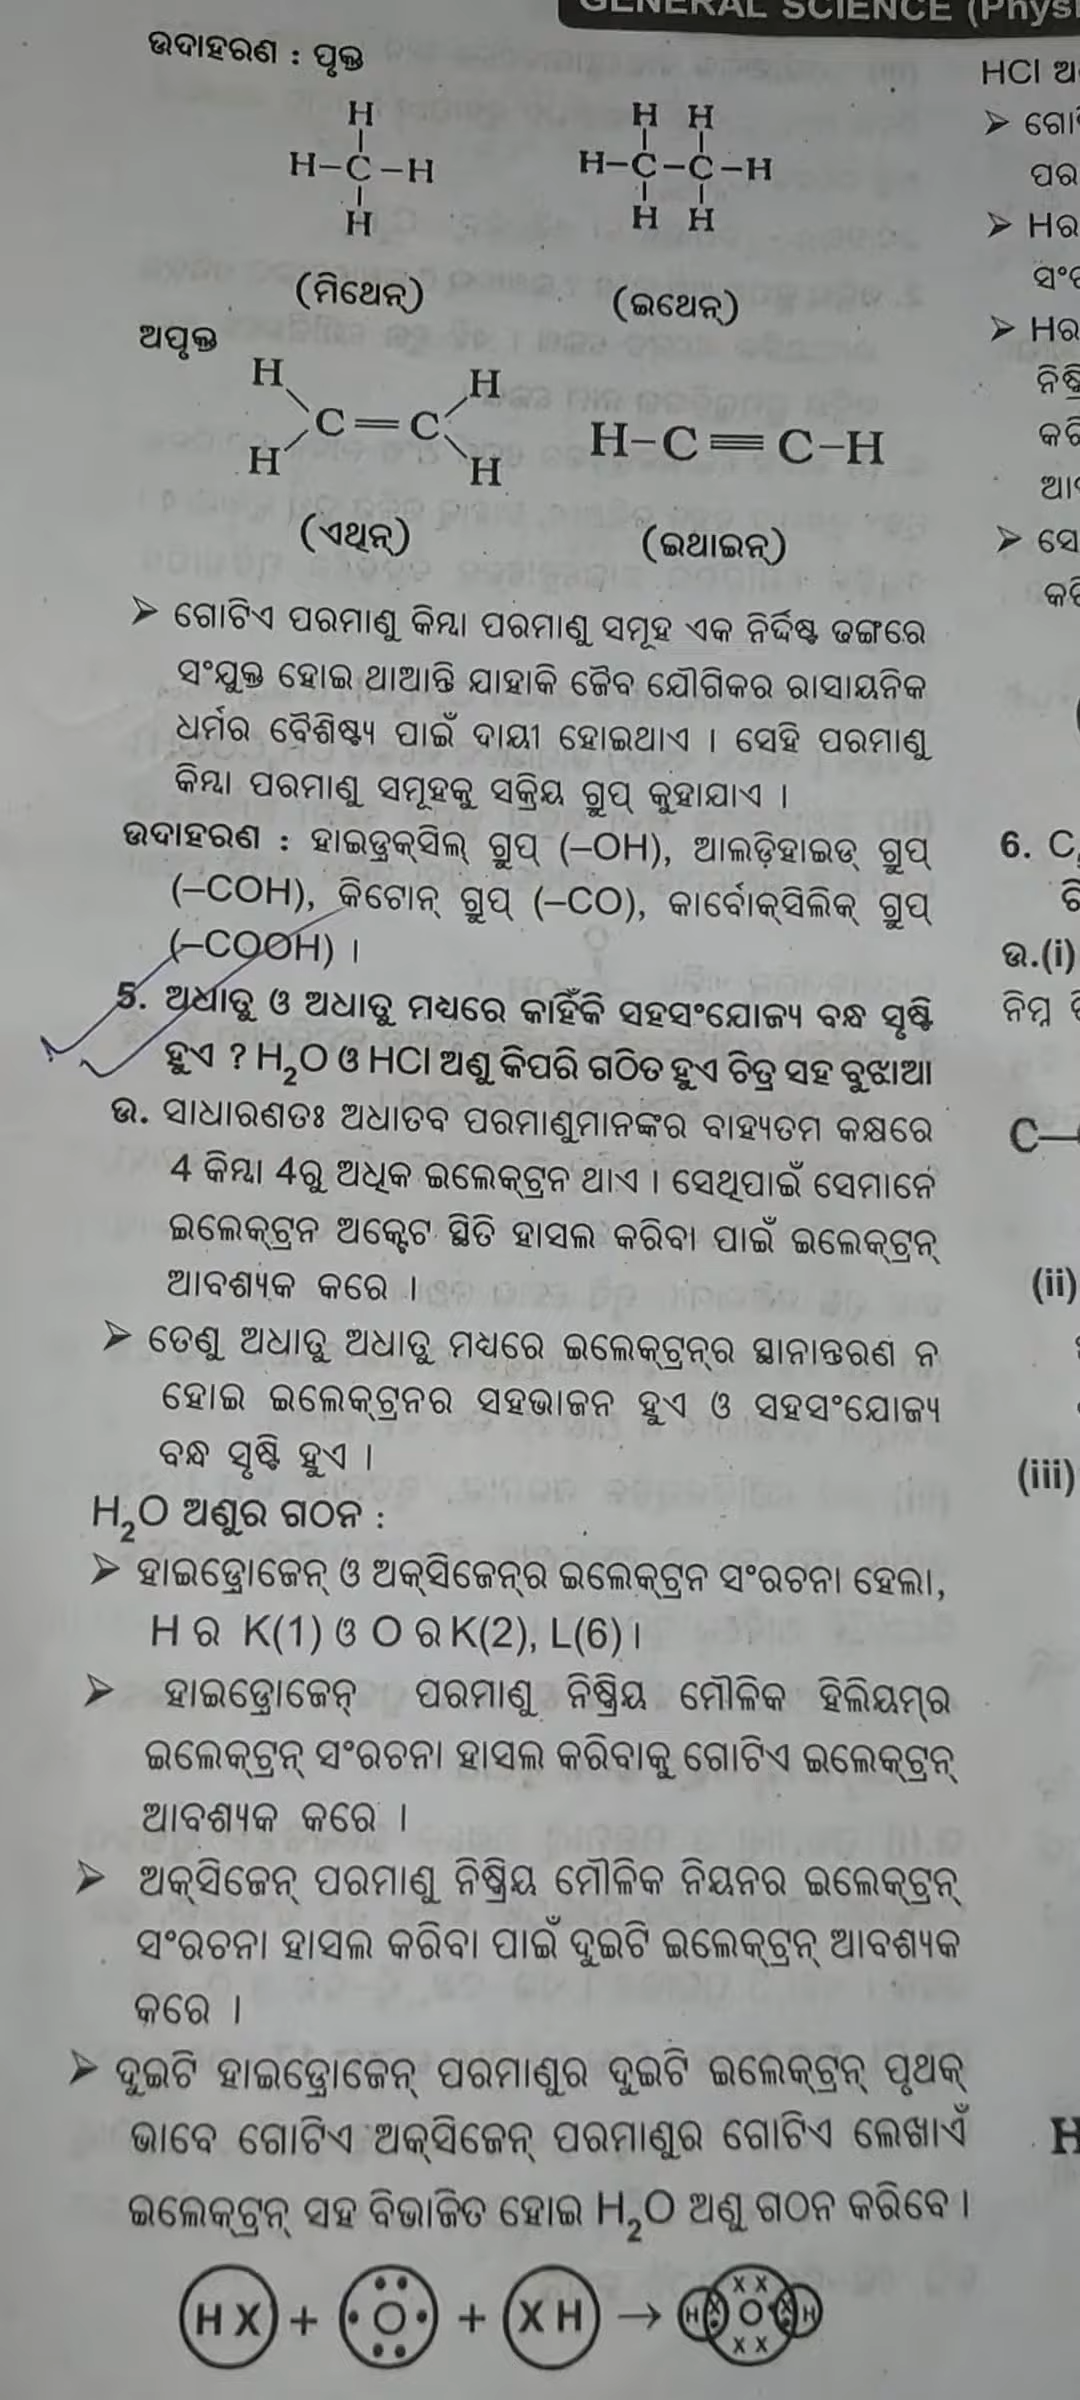 GENERAL SCIENCE (Physi
ଉଦାହରଣ : ପୃକ୍ତ
H
H–C–H
H
H H
H–C–C–H
H H
(ମିଥେନ୍) (ଇଥେନ୍)
ଅପୃକ୍ତ
H H
C=C
H H
H–C≡C–H
(ଏଥିନ୍) (ଇଥାଇନ୍)
➤ ଗୋଟିଏ ପରମାଣୁ କିମ୍ବା ପରମାଣୁ ସମୂହ ଏକ ନିର୍ଦ୍ଦିଷ୍ଟ ଢଙ୍ଗରେ
ସଂଯୁକ୍ତ ହୋଇ ଥାଆନ୍ତି ଯାହାକି ଜୈବ ଯୌଗିକର ରାସାୟନିକ
ଧର୍ମର ବୈଶିଷ୍ଟ୍ୟ ପାଇଁ ଦାୟୀ ହୋଇଥାଏ । ସେହି ପରମାଣୁ
କିମ୍ବା ପରମାଣୁ ସମୂହକୁ ସକ୍ରିୟ ଗ୍ରୁପ୍ କୁହାଯାଏ ।
ଉଦାହରଣ : ହାଇଡ୍ରକ୍‌ସିଲ୍ ଗ୍ରୁପ୍ (–OH), ଆଲଡ଼ିହାଇଡ୍ ଗ୍ରୁପ୍
(–COH), କିଟୋନ୍ ଗ୍ରୁପ୍ (–CO), କାର୍ବୋକ୍‌ସିଲିକ୍ ଗ୍ରୁପ୍
(–COOH) ।
5. ଅଧାତୁ ଓ ଅଧାତୁ ମଧ୍ୟରେ କାହିଁକି ସହସଂଯୋଜ୍ୟ ବନ୍ଧ ସୃଷ୍ଟି
ହୁଏ ? H₂O ଓ HCl ଅଣୁ କିପରି ଗଠିତ ହୁଏ ଚିତ୍ର ସହ ବୁଝାଅ।
ଉ. ସାଧାରଣତଃ ଅଧାତବ ପରମାଣୁମାନଙ୍କର ବାହ୍ୟତମ କକ୍ଷରେ
4 କିମ୍ବା 4ରୁ ଅଧିକ ଇଲେକ୍‌ଟ୍ରନ ଥାଏ । ସେଥିପାଇଁ ସେମାନେ
ଇଲେକ୍‌ଟ୍ରନ ଅକ୍ଟେଟ ସ୍ଥିତି ହାସଲ କରିବା ପାଇଁ ଇଲେକ୍‌ଟ୍ରନ୍
ଆବଶ୍ୟକ କରେ ।
➤ ତେଣୁ ଅଧାତୁ ଅଧାତୁ ମଧ୍ୟରେ ଇଲେକ୍‌ଟ୍ରନ୍‌ର ସ୍ଥାନାନ୍ତରଣ ନ
ହୋଇ ଇଲେକ୍‌ଟ୍ରନର ସହଭାଜନ ହୁଏ ଓ ସହସଂଯୋଜ୍ୟ
ବନ୍ଧ ସୃଷ୍ଟି ହୁଏ ।
H₂O ଅଣୁର ଗଠନ :
➤ ହାଇଡ୍ରୋଜେନ୍ ଓ ଅକ୍‌ସିଜେନ୍‌ର ଇଲେକ୍‌ଟ୍ରନ ସଂରଚନା ହେଲା,
H ର K(1) ଓ O ର K(2), L(6) ।
➤ ହାଇଡ୍ରୋଜେନ୍ ପରମାଣୁ ନିଷ୍କ୍ରିୟ ମୌଳିକ ହିଲିୟମ୍‌ର
ଇଲେକ୍‌ଟ୍ରନ୍ ସଂରଚନା ହାସଲ କରିବାକୁ ଗୋଟିଏ ଇଲେକ୍‌ଟ୍ରନ୍
ଆବଶ୍ୟକ କରେ ।
➤ ଅକ୍‌ସିଜେନ୍ ପରମାଣୁ ନିଷ୍କ୍ରିୟ ମୌଳିକ ନିୟନର ଇଲେକ୍‌ଟ୍ରନ୍
ସଂରଚନା ହାସଲ କରିବା ପାଇଁ ଦୁଇଟି ଇଲେକ୍‌ଟ୍ରନ୍ ଆବଶ୍ୟକ
କରେ ।
➤ ଦୁଇଟି ହାଇଡ୍ରୋଜେନ୍ ପରମାଣୁର ଦୁଇଟି ଇଲେକ୍‌ଟ୍ରନ୍ ପୃଥକ୍
ଭାବେ ଗୋଟିଏ ଅକ୍‌ସିଜେନ୍ ପରମାଣୁର ଗୋଟିଏ ଲେଖାଏଁ
ଇଲେକ୍‌ଟ୍ରନ୍ ସହ ବିଭାଜିତ ହୋଇ H₂O ଅଣୁ ଗଠନ କରିବେ ।
H X + O + X H → H X O X H
HCl ଅ
➤ ଗୋ
ପର
➤ Hର
ସଂର
➤ Hର
କରି
➤ ସେ
6. C
ଉ.(i)
ନିମ୍ନ
C–
(ii)
(iii)
H